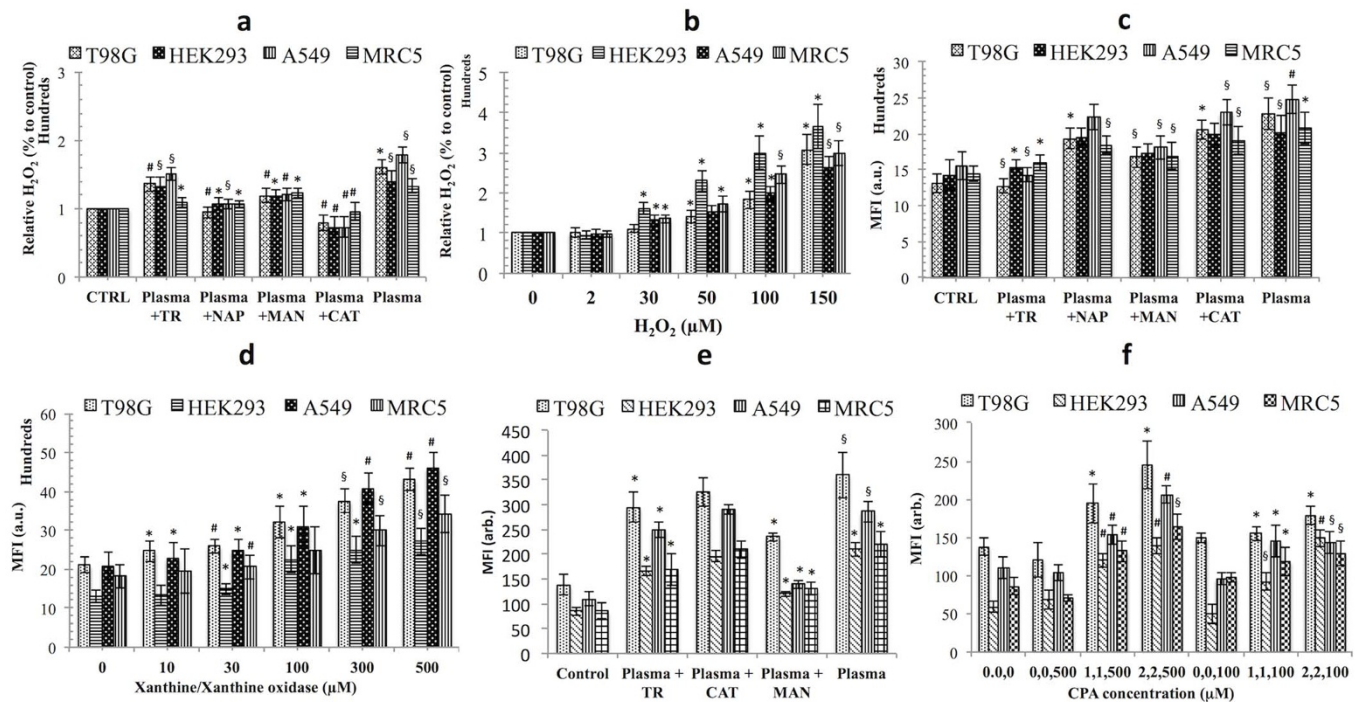 a
T98G HEK293 A549 MRC5
Relative H₂O₂ (% to control)
Hundreds
3
2
1
0
# § § * # * § * # * # * # # # # * § § §
CTRL Plasma Plasma Plasma Plasma Plasma
+TR +NAP +MAN +CAT
b
T98G HEK293 A549 MRC5
Relative H₂O₂ (% to control)
Hundreds
5
4
3
2
1
0
* * * * § * * * * § * * § §
0 2 30 50 100 150
H₂O₂ (µM)
c
T98G HEK293 A549 MRC5
MFI (a.u.)
Hundreds
30
25
20
15
10
5
0
§ * § * * § § § § * § § § § # *
CTRL Plasma Plasma Plasma Plasma Plasma
+TR +NAP +MAN +CAT
d
T98G HEK293 A549 MRC5
MFI (a.u.)
Hundreds
60
50
40
30
20
10
0
* * # * * # * * * § * # § # § # §
0 10 30 100 300 500
Xanthine/Xanthine oxidase (µM)
e
T98G HEK293 A549 MRC5
MFI (arb.)
450
400
350
300
250
200
150
100
50
0
* * * * * * * * § * § *
Control Plasma + Plasma + Plasma + Plasma
TR CAT MAN
f
T98G HEK293 A549 MRC5
MFI (arb.)
300
250
200
150
100
50
0
* # # # * # # § * § * * * # § §
0.0,0 0,0,500 1,1,500 2,2,500 0,0,100 1,1,100 2,2,100
CPA concentration (µM)